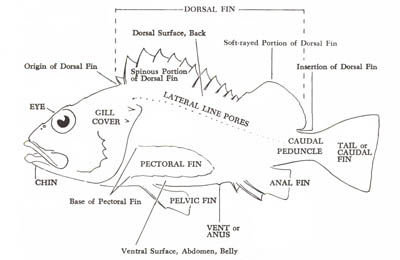 DORSAL FIN
Dorsal Surface, Back
Soft-rayed Portion of Dorsal Fin
Origin of Dorsal Fin
Spinous Portion
of Dorsal Fin
Insertion of Dorsal Fin
EYE
GILL
COVER
LATERAL LINE PORES
CAUDAL
PEDUNCLE
TAIL or
CAUDAL
FIN
PECTORAL FIN
CHIN
ANAL FIN
Base of Pectoral Fin
PELVIC FIN
VENT or
ANUS
Ventral Surface, Abdomen, Belly